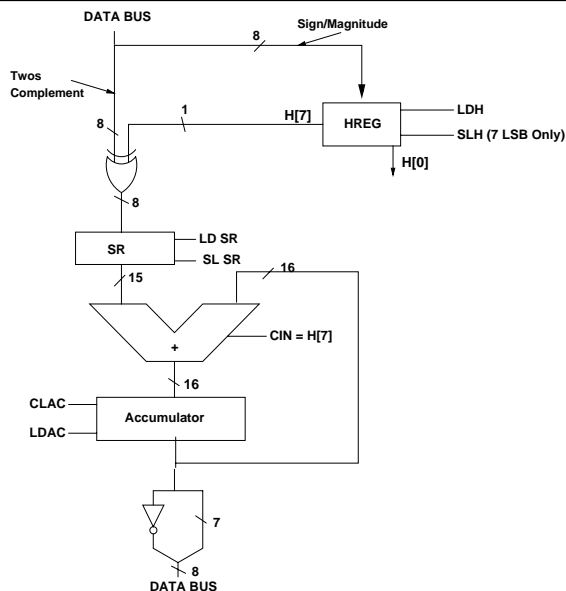 DATA BUS
Sign/Magnitude
8
Twos
Complement
1
H[7]
HREG
LDH
SLH (7 LSB Only)
H[0]
8
8
SR
LD SR
SL SR
15
16
+
CIN = H[7]
16
CLAC
Accumulator
LDAC
7
8
DATA BUS